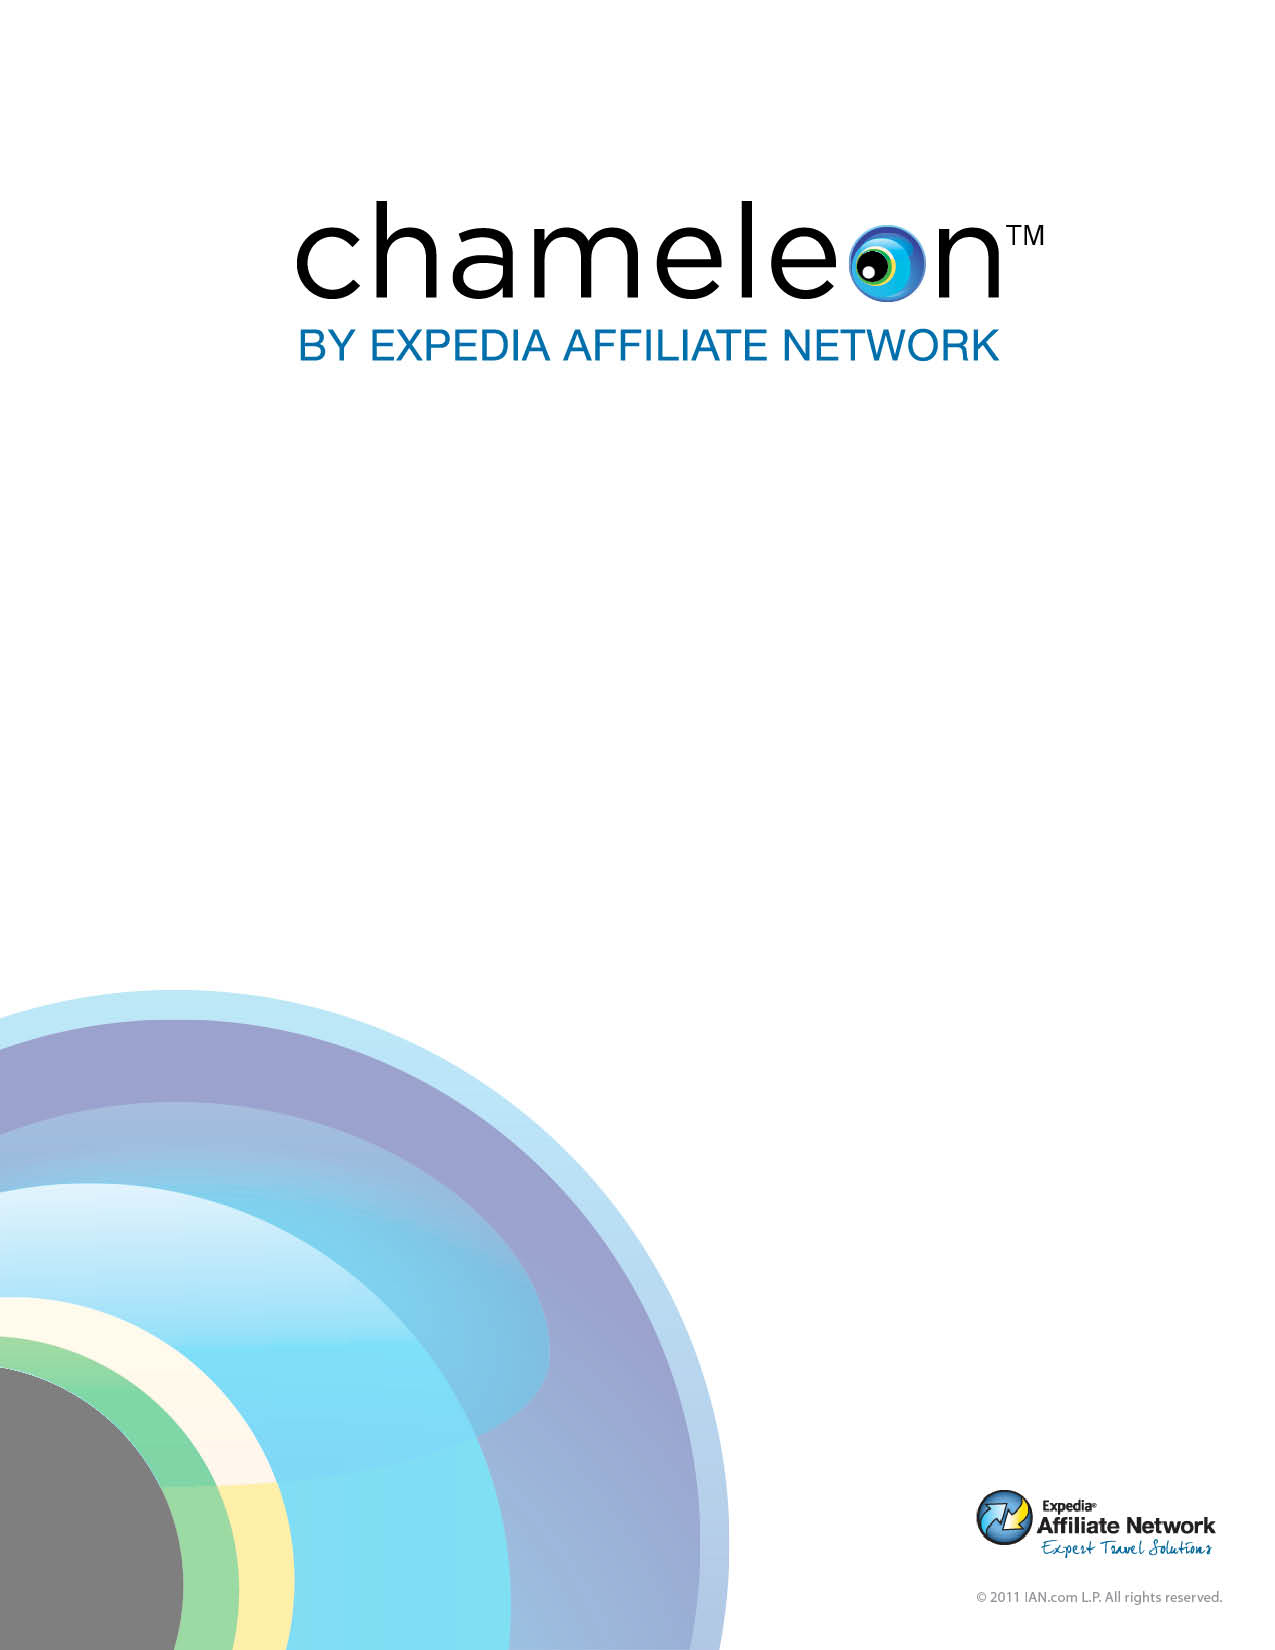 chameleon™
BY EXPEDIA AFFILIATE NETWORK
Expedia®
Affiliate Network
Expert Travel Solutions
© 2011 IAN.com L.P. All rights reserved.